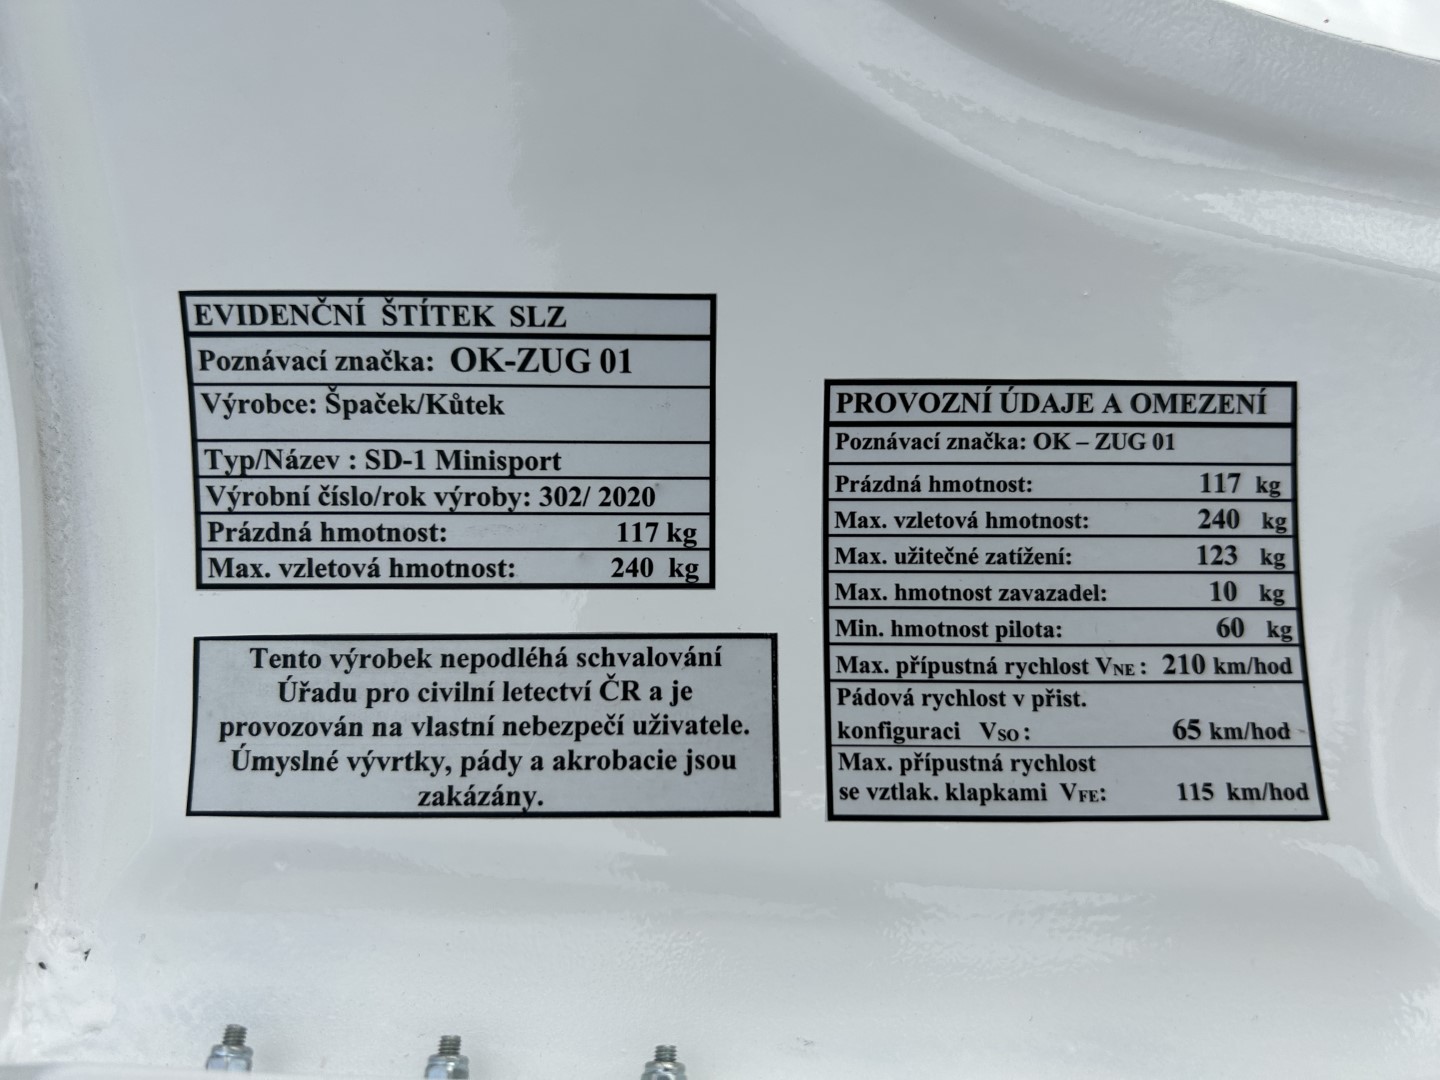 EVIDENČNÍ ŠTÍTEK SLZ
Poznávací značka: OK-ZUG 01
Výrobce: Špaček/Kůtek
Typ/Název : SD-1 Minisport
Výrobní číslo/rok výroby: 302/ 2020
Prázdná hmotnost: 117 kg
Max. vzletová hmotnost: 240 kg
Tento výrobek nepodléhá schvalování
Úřadu pro civilní letectví ČR a je
provozován na vlastní nebezpečí uživatele.
Úmyslné vývrtky, pády a akrobacie jsou
zakázány.
PROVOZNÍ ÚDAJE A OMEZENÍ
Poznávací značka: OK – ZUG 01
Prázdná hmotnost: 117 kg
Max. vzletová hmotnost: 240 kg
Max. užitečné zatížení: 123 kg
Max. hmotnost zavazadel: 10 kg
Min. hmotnost pilota: 60 kg
Max. přípustná rychlost VNE : 210 km/hod
Pádová rychlost v přist.
konfiguraci VSO : 65 km/hod
Max. přípustná rychlost
se vztlak. klapkami VFE: 115 km/hod